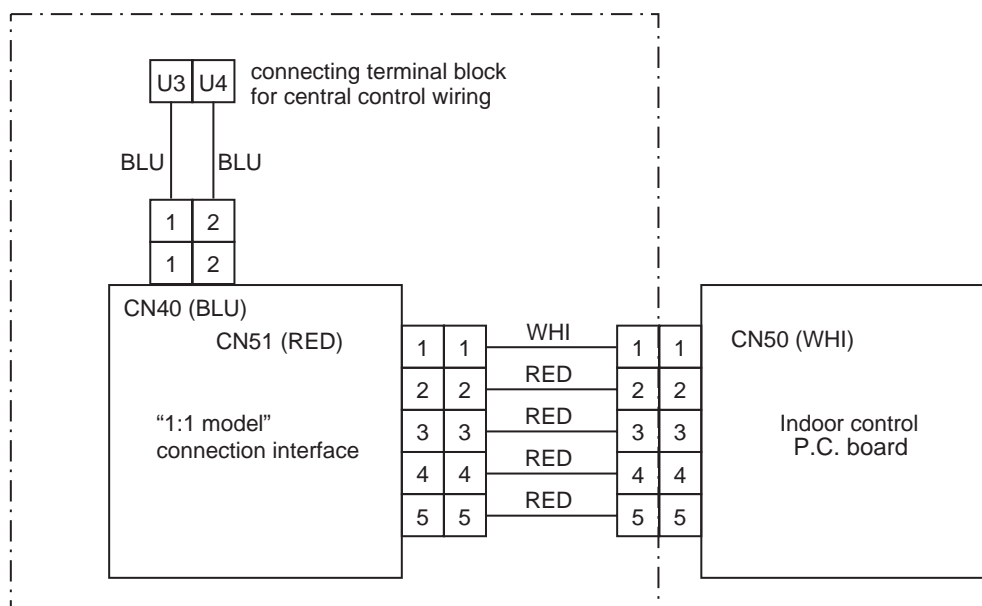 U3 U4
connecting terminal block
for central control wiring
BLU BLU
1 2
1 2
CN40 (BLU)
CN51 (RED)
CN50 (WHI)
1 1 WHI 1 1
2 2 RED 2 2
3 3 RED 3 3
4 4 RED 4 4
5 5 RED 5 5
“1:1 model”
connection interface
Indoor control
P.C. board